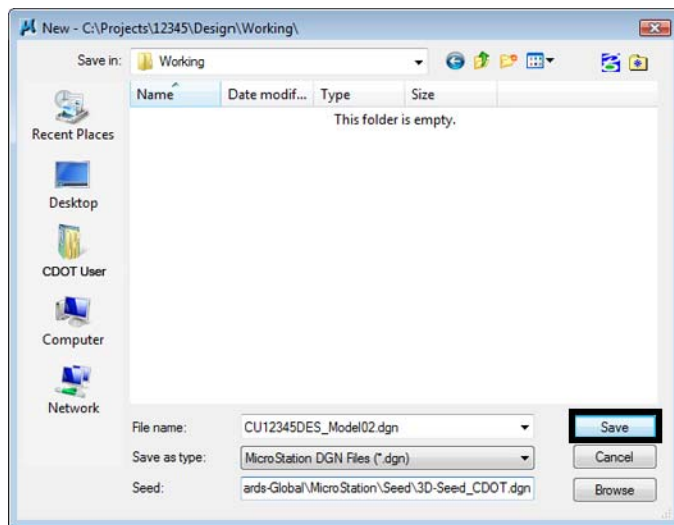 New - C:\Projects\12345\Design\Working\
Save in: Working
Name Date modif... Type Size
This folder is empty.
Recent Places
Desktop
CDOT User
Computer
Network
File name: CU12345DES_Model02.dgn Save
Save as type: MicroStation DGN Files (*.dgn) Cancel
Seed: ards-Global\MicroStation\Seed\3D-Seed_CDOT.dgn Browse